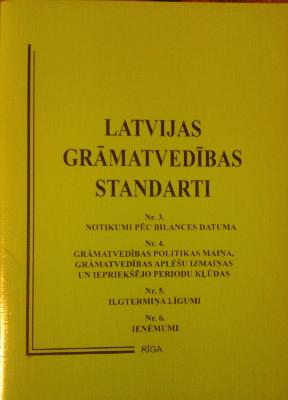 LATVIJAS
GRĀMATVEDĪBAS
STANDARTI
Nr. 3.
NOTIKUMI PĒC BILANCES DATUMA
Nr. 4.
GRĀMATVEDĪBAS POLITIKAS MAIŅA,
GRĀMATVEDĪBAS APLĒŠU IZMAIŅAS
UN IEPRIEKŠĒJO PERIODU KĻŪDAS
Nr. 5.
ILGTERMIŅA LĪGUMI
Nr. 6.
IEŅĒMUMI
RĪGA